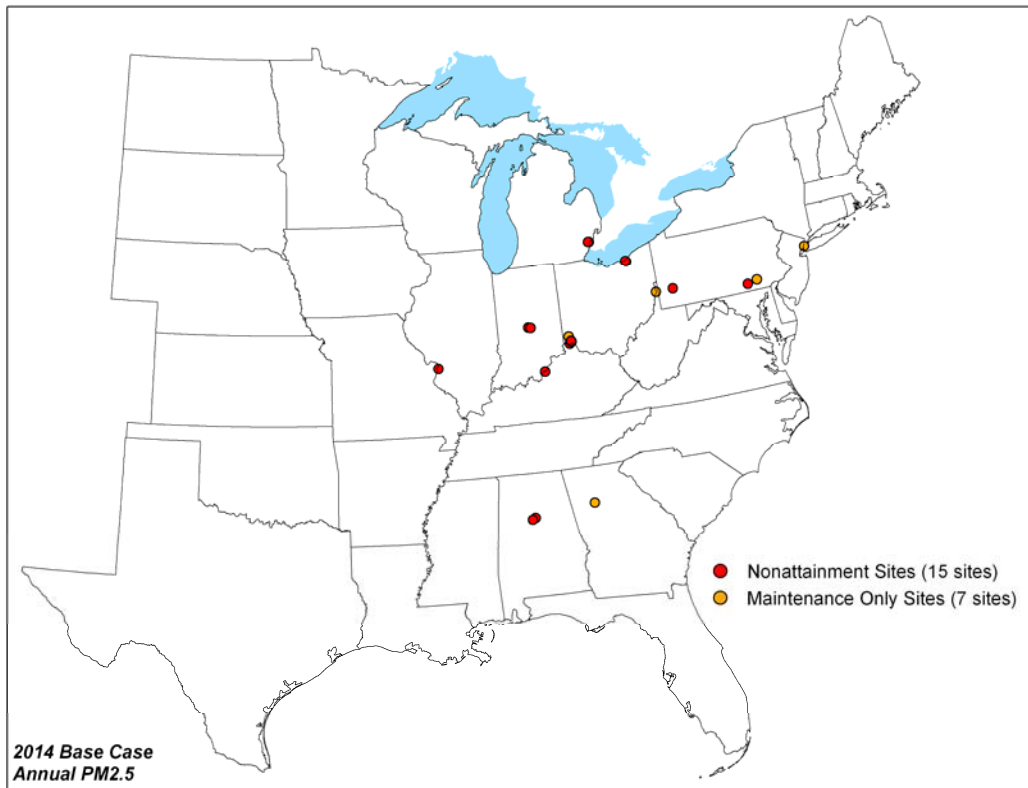 Nonattainment Sites (15 sites)
Maintenance Only Sites (7 sites)
2014 Base Case
Annual PM2.5